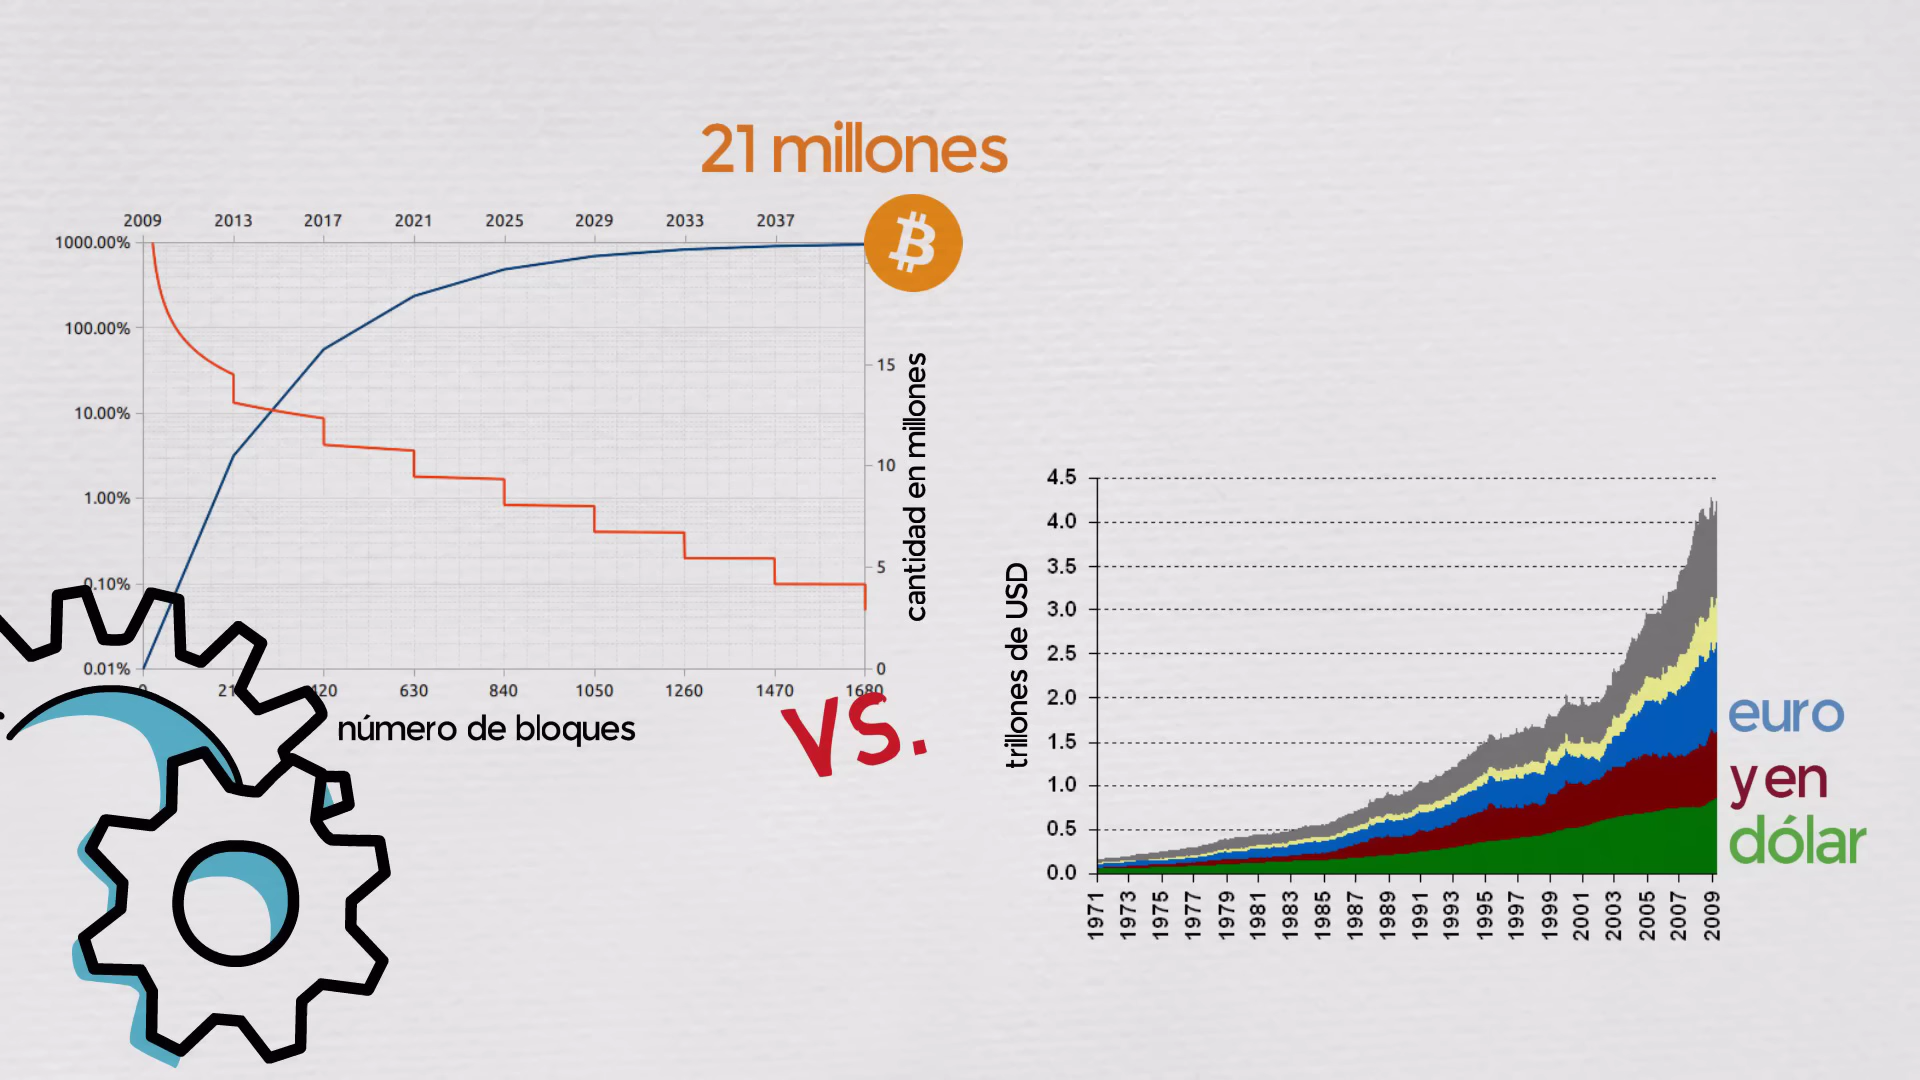 21 millones
2009 2013 2017 2021 2025 2029 2033 2037
1000.00%
100.00%
10.00%
1.00%
0.10%
0.01%
15
10
5
0
cantidad en millones
630 840 1050 1260 1470 1680
número de bloques
vs.
trillones de USD
4.5
4.0
3.5
3.0
2.5
2.0
1.5
1.0
0.5
0.0
1971 1973 1975 1977 1979 1981 1983 1985 1987 1989 1991 1993 1995 1997 1999 2001 2003 2005 2007 2009
euro
yen
dólar